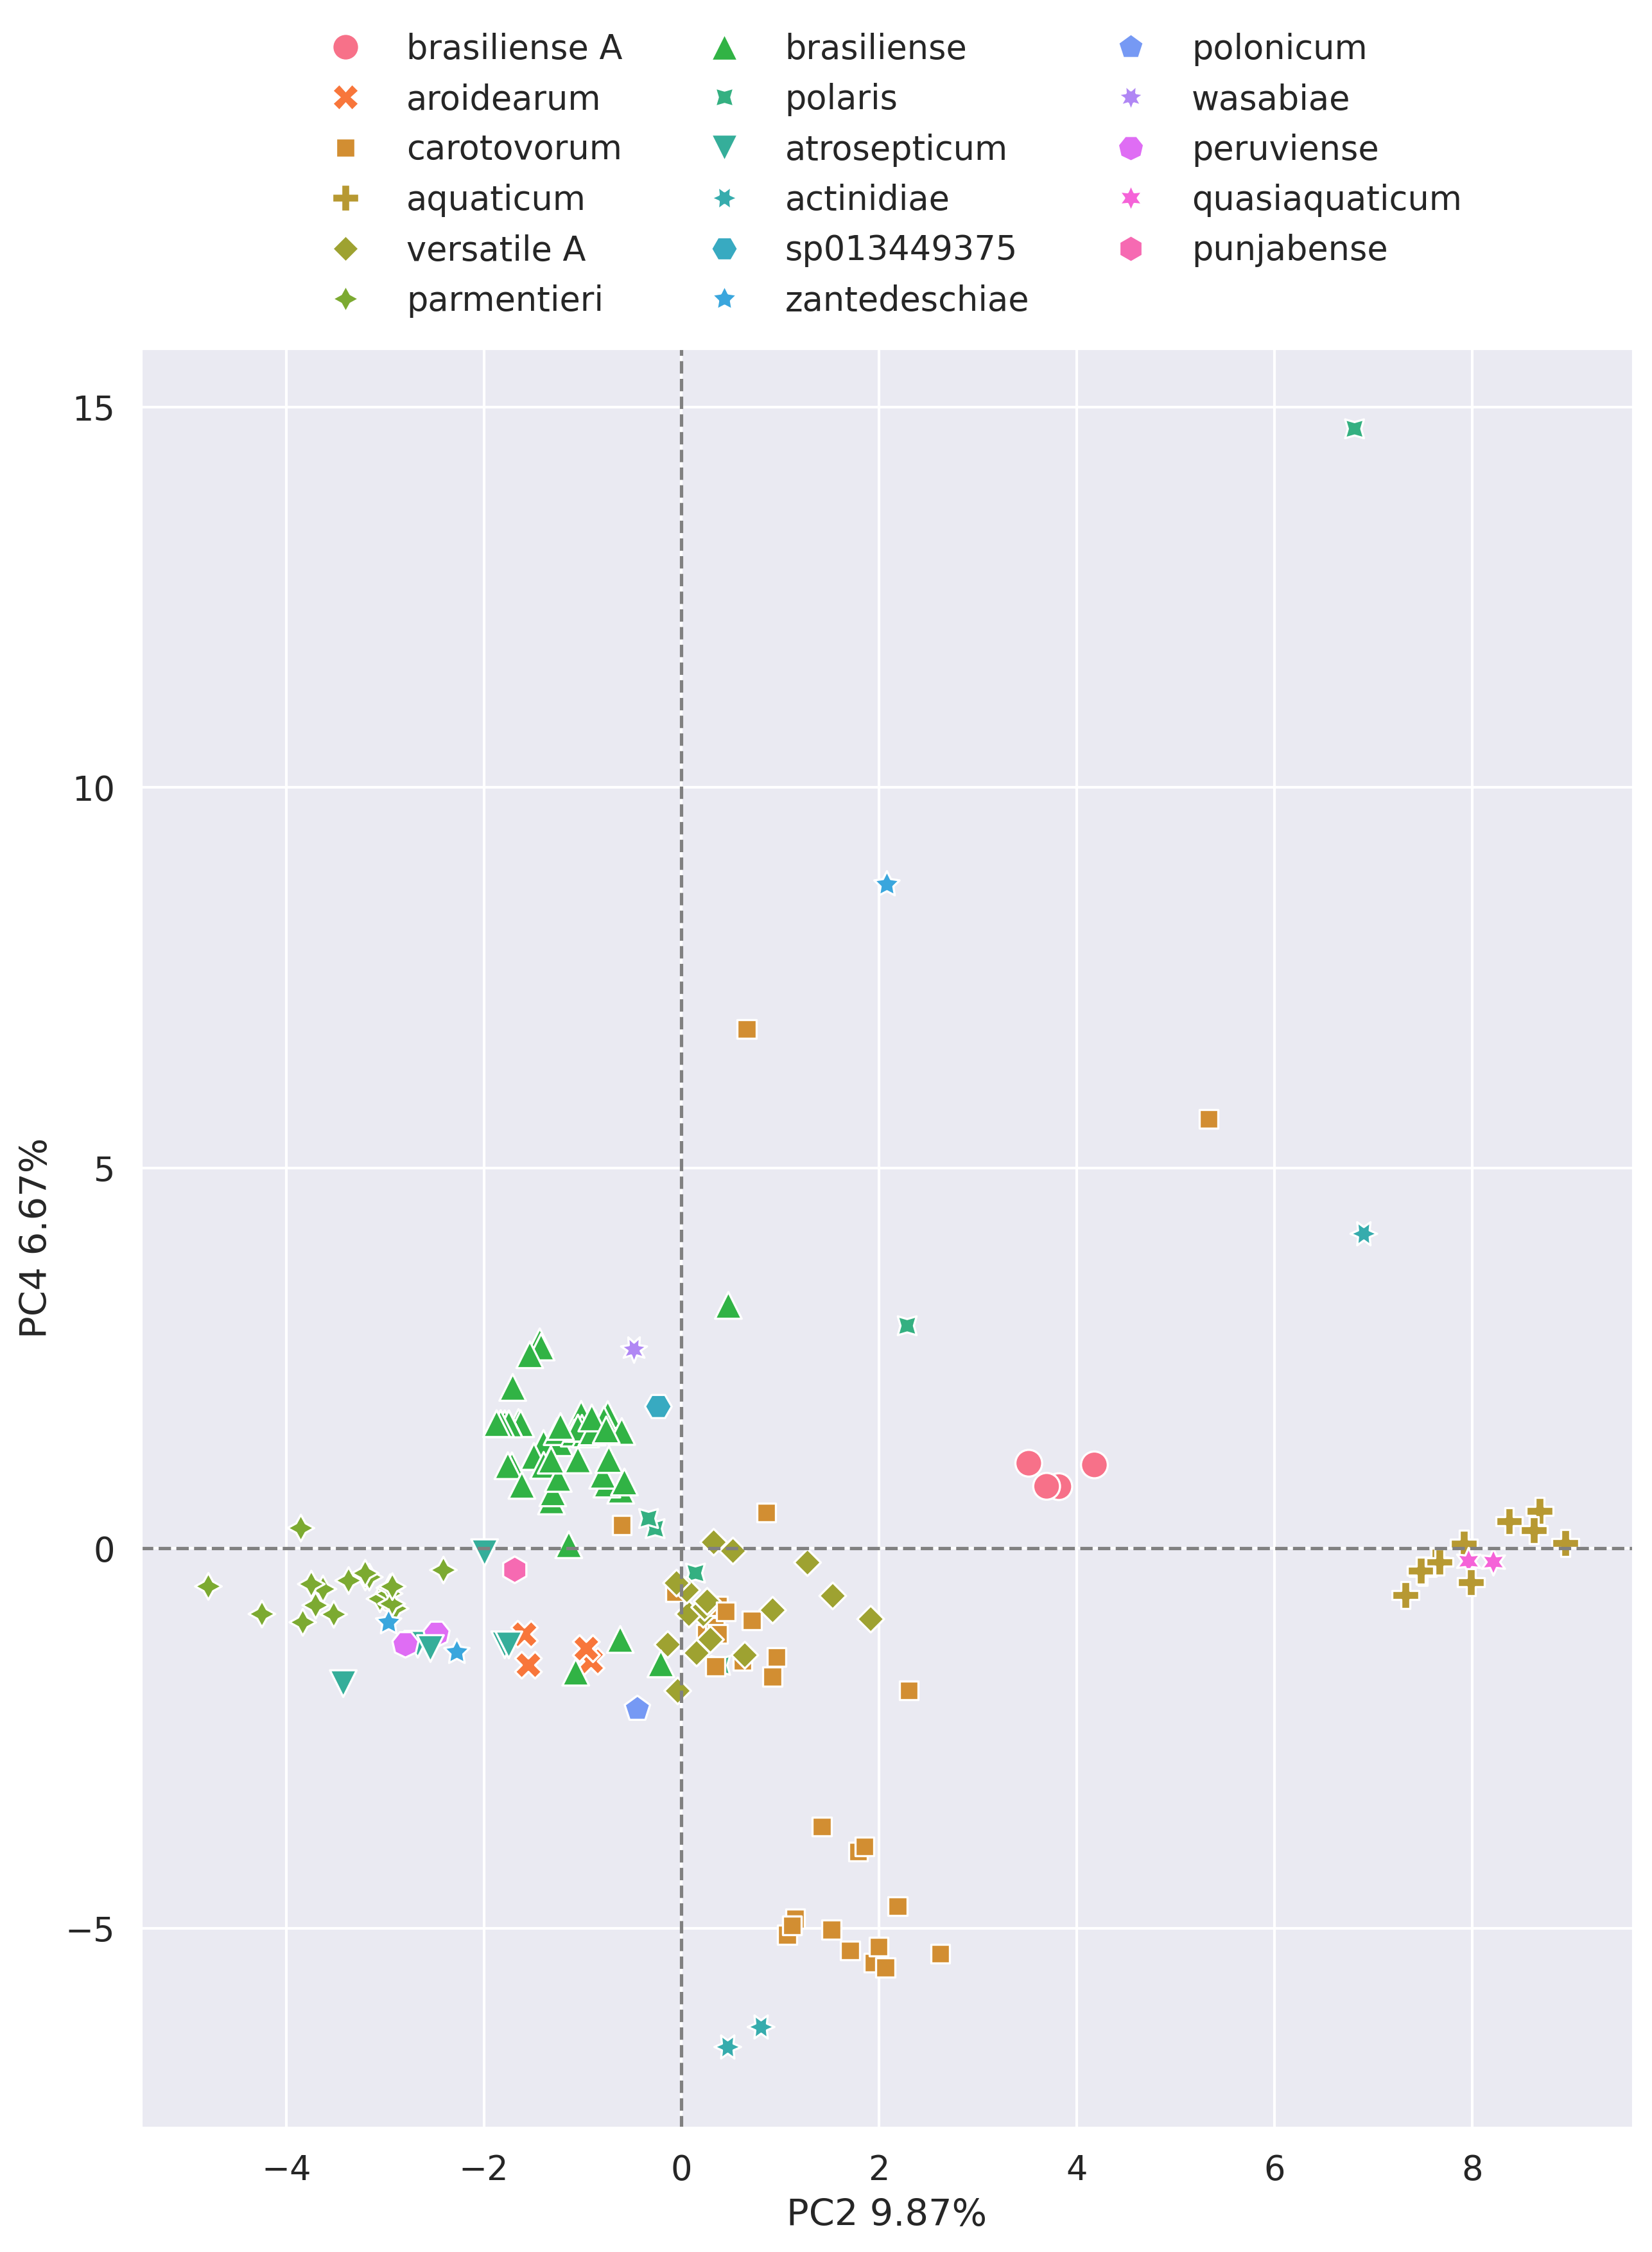 brasiliense A
aroidearum
carotovorum
aquaticum
versatile A
parmentieri
brasiliense
polaris
atrosepticum
actinidiae
sp013449375
zantedeschiae
polonicum
wasabiae
peruviense
quasiaquaticum
punjabense
15
10
5
0
−5
PC4 6.67%
−4 −2 0 2 4 6 8
PC2 9.87%